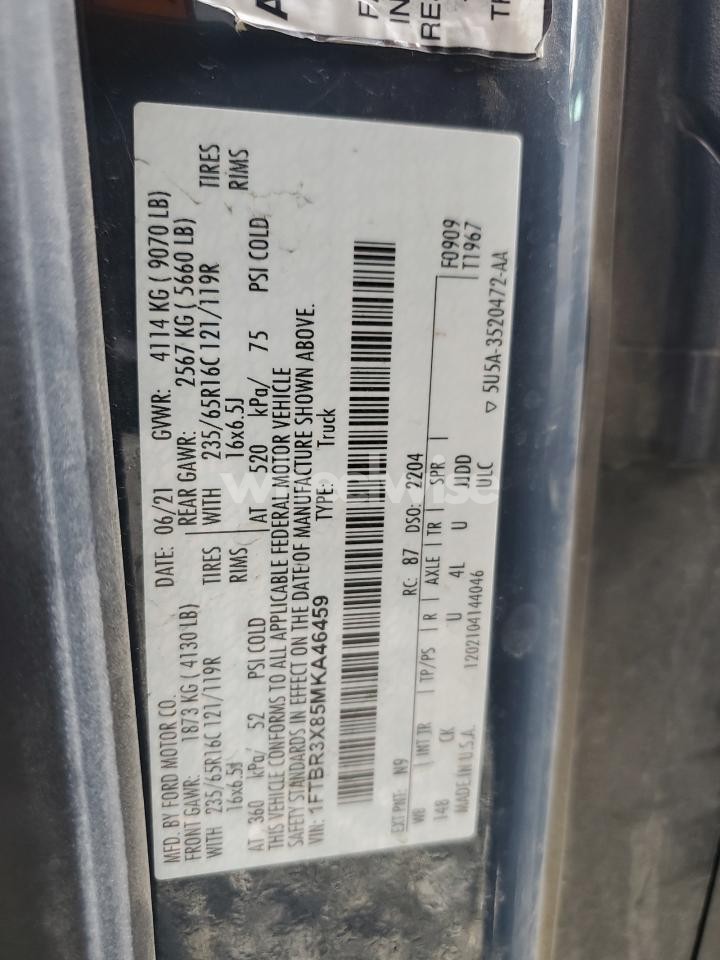 MFD. BY FORD MOTOR CO.
DATE: 06/21
GVWR: 4114 KG ( 9070 LB)
FRONT GAWR: 1873 KG ( 4130 LB)
REAR GAWR: 2567 KG ( 5660 LB)
WITH 235/65R16C 121/119R TIRES
WITH 235/65R16C 121/119R TIRES
16x6.5J RIMS
16x6.5J RIMS
AT 360 kPa/ 52 PSI COLD
AT 520 kPa/ 75 PSI COLD
THIS VEHICLE CONFORMS TO ALL APPLICABLE FEDERAL MOTOR VEHICLE
SAFETY STANDARDS IN EFFECT ON THE DATE OF MANUFACTURE SHOWN ABOVE.
VIN: 1FTBR3X85MKA46459
TYPE: Truck
EXT PNT: N9 RC: 87 DSO: 2204 F0909
WB INT TR TP/PS R AXLE TR SPR T1967
148 CK U 4L U JJDD
MADE IN U.S.A. 1202104144046 ULC
▽ 5U5A-3520472-AA
wheelwise